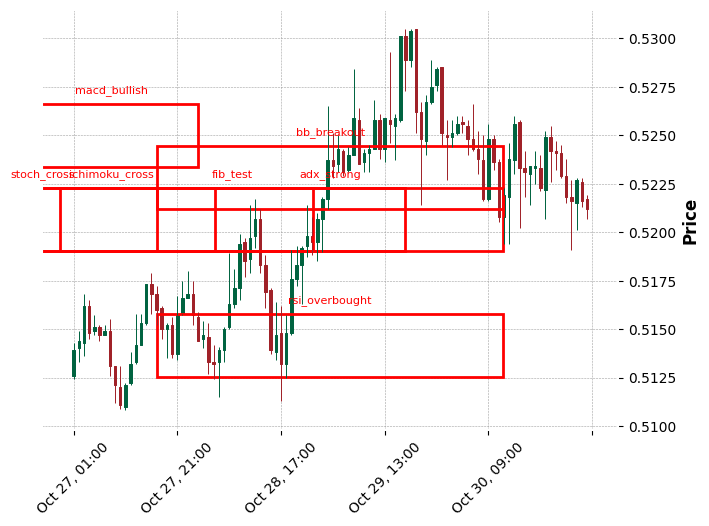 0.5300
macd_bullish
0.5275
bb_breakout
0.5250
stoch_cross
ichimoku_cross
fib_test
adx_strong
0.5225
0.5200
Price
0.5175
rsi_overbought
0.5150
0.5125
0.5100
Oct 27, 01:00
Oct 27, 21:00
Oct 28, 17:00
Oct 29, 13:00
Oct 30, 09:00